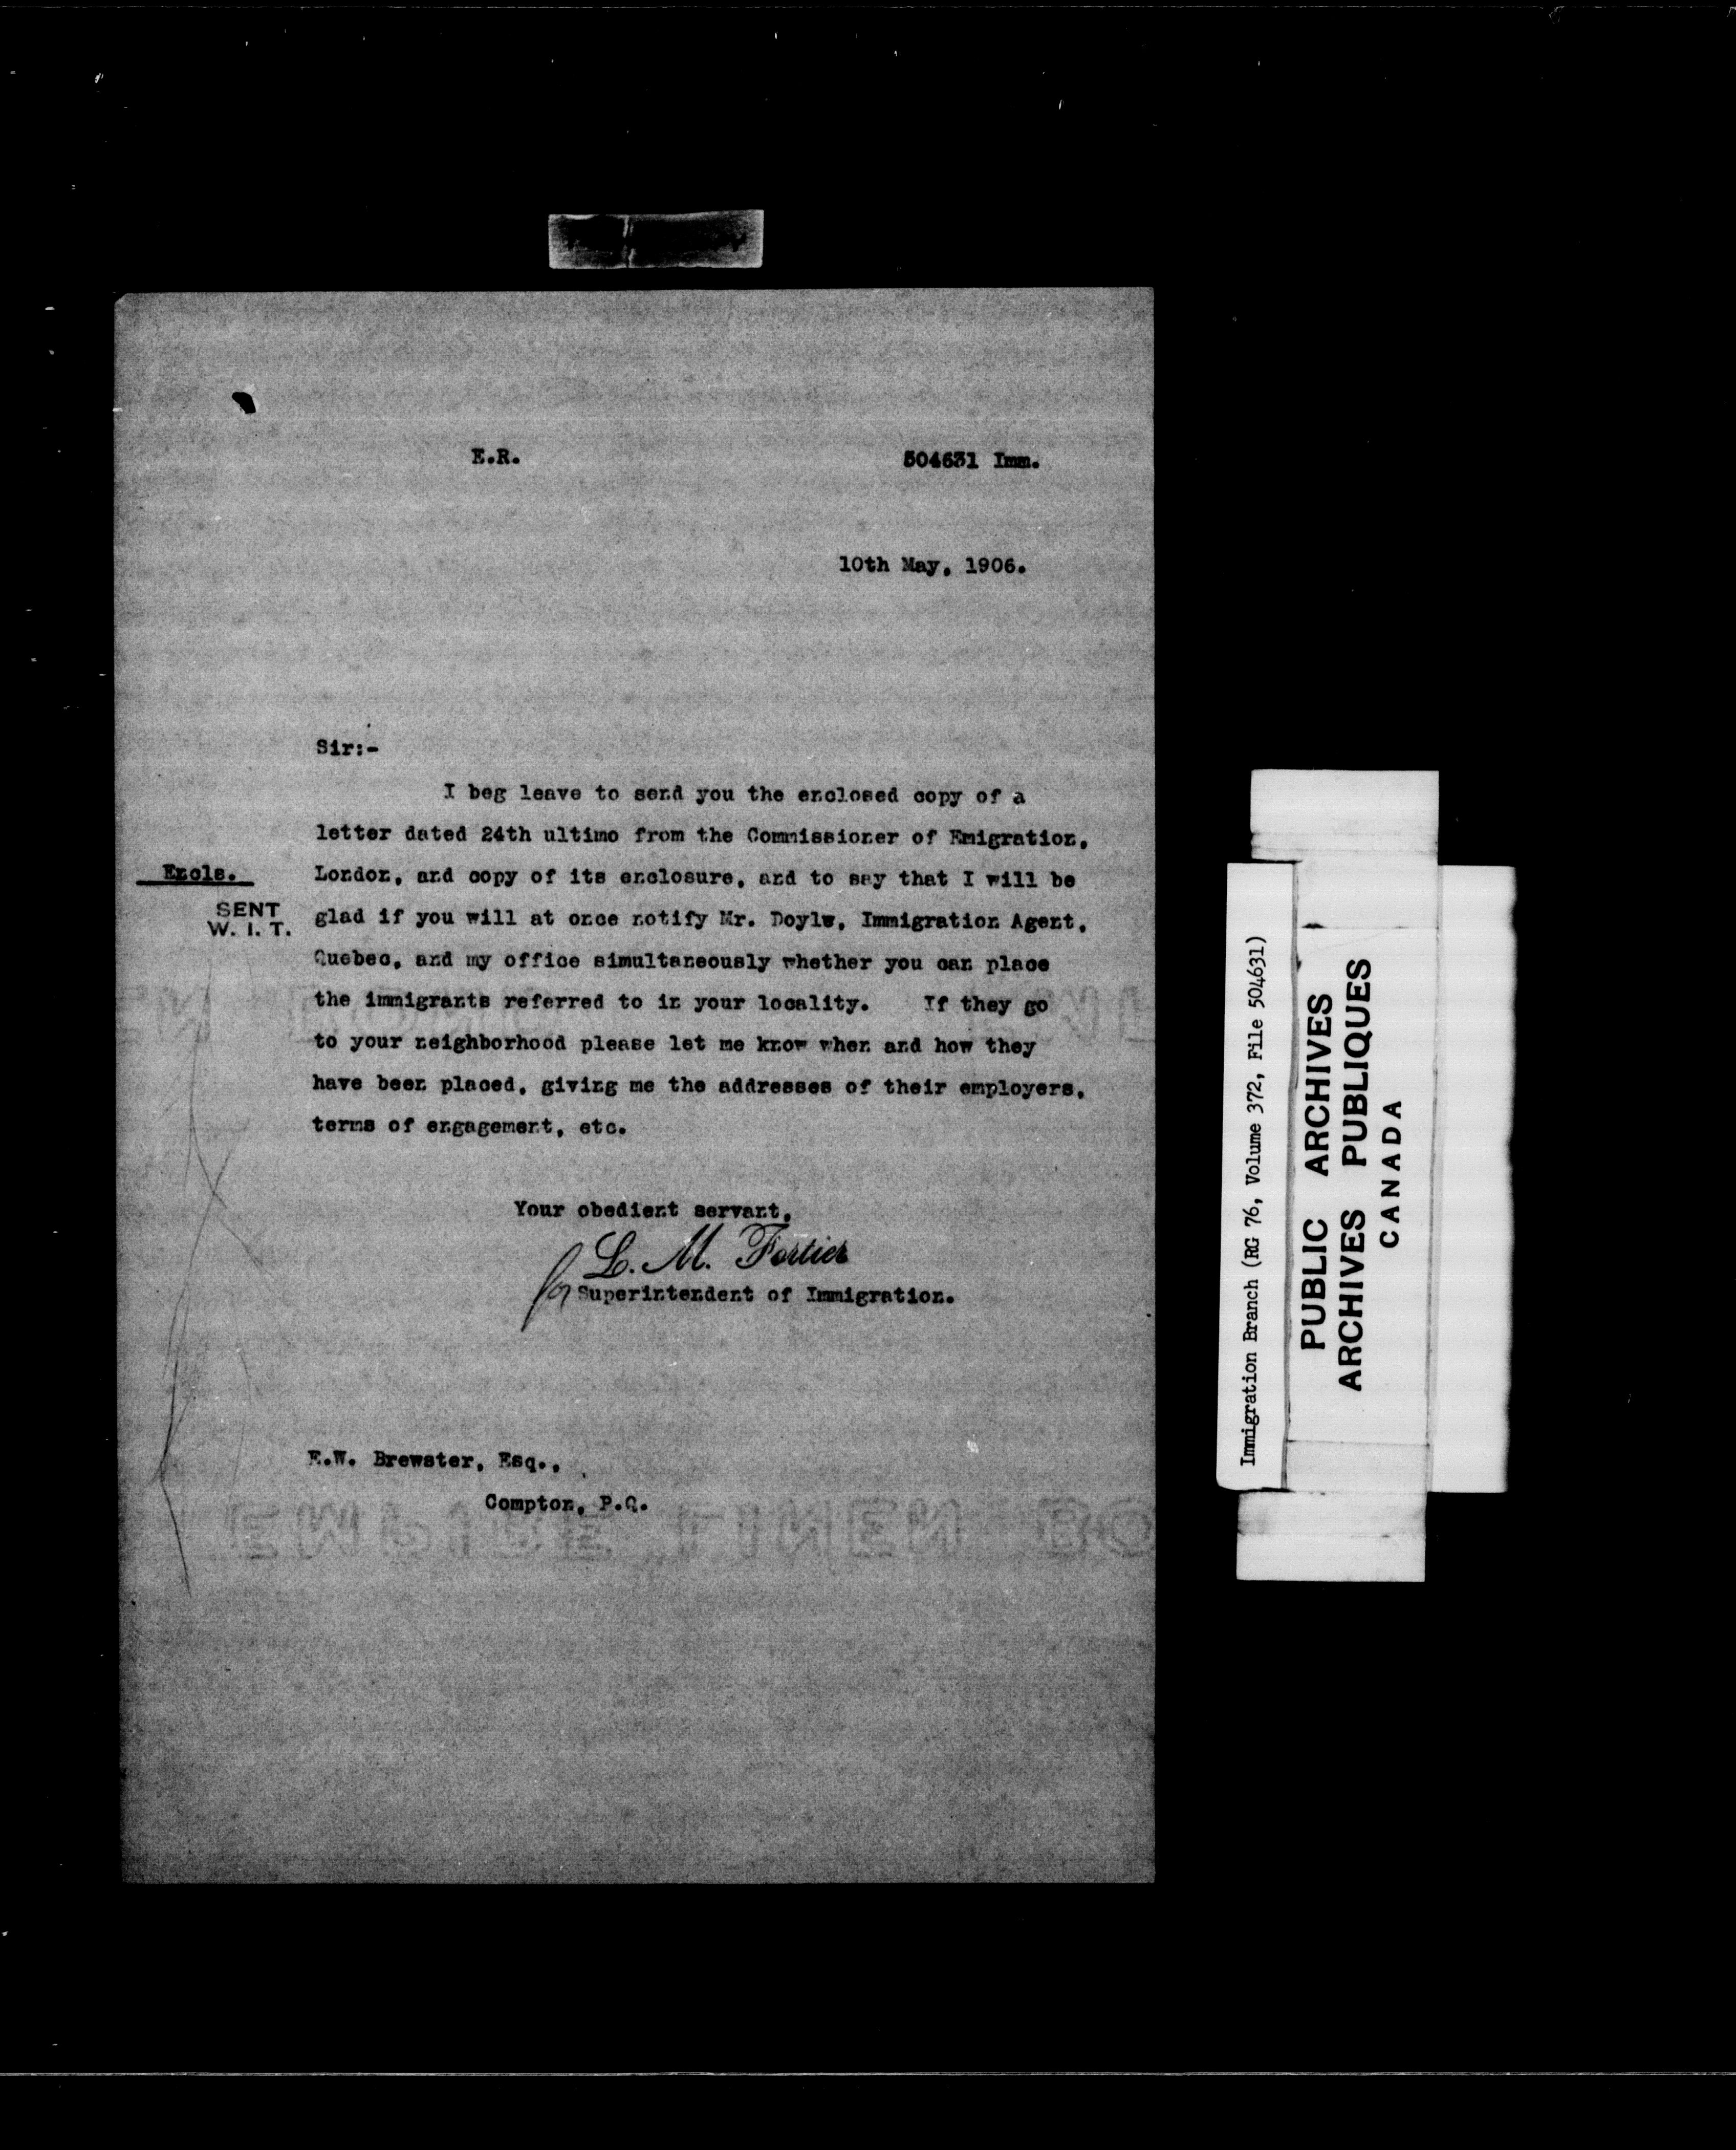 E.R.
504631 Imm.
10th May, 1906.
Sir:-
I beg leave to send you the enclosed copy of a
letter dated 24th ultimo from the Commissioner of Emigration,
London, and copy of its enclosure, and to say that I will be
glad if you will at once notify Mr. Doyle, Immigration Agent,
Quebec, and my office simultaneously whether you can place
the immigrants referred to in your locality. If they go
to your neighborhood please let me know when and how they
have been placed, giving me the addresses of their employers,
terms of engagement, etc.
Encls.
SENT
W. I. T.
Your obedient servant,
L. M. Fortier
for Superintendent of Immigration.
E.W. Brewster, Esq.,
Compton, P.Q.
Immigration Branch (RG 76, Volume 372, File 504631)
PUBLIC ARCHIVES
ARCHIVES PUBLIQUES
CANADA